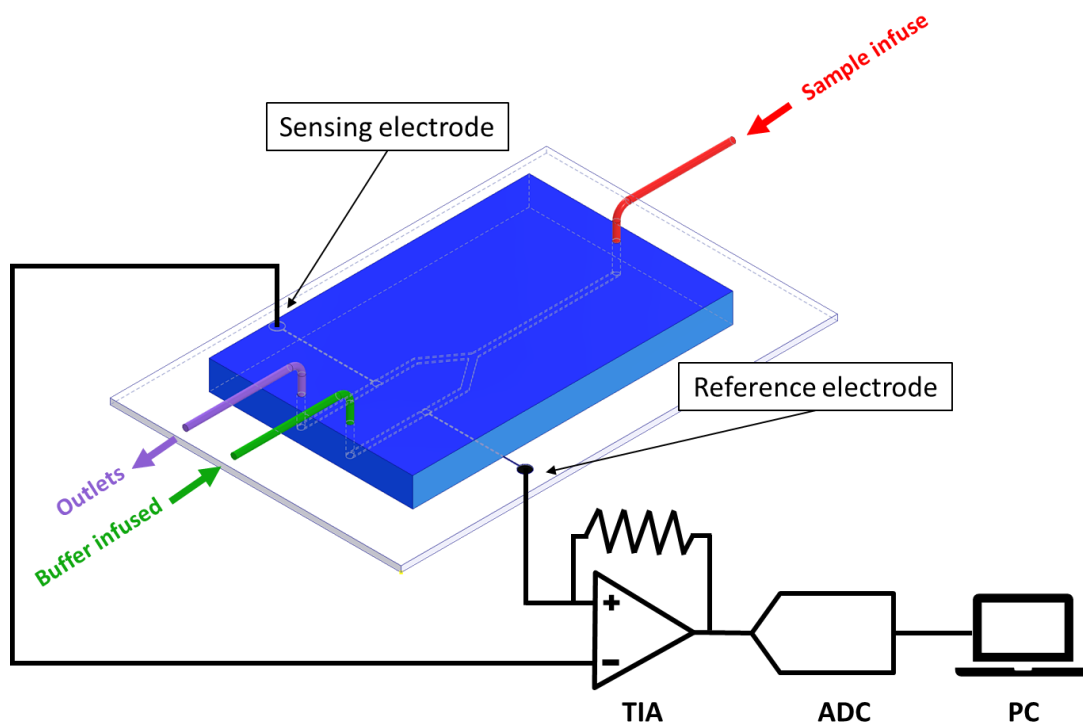 Sample infuse
Sensing electrode
Reference electrode
Outlets
Buffer infused
+
-
TIA
ADC
PC